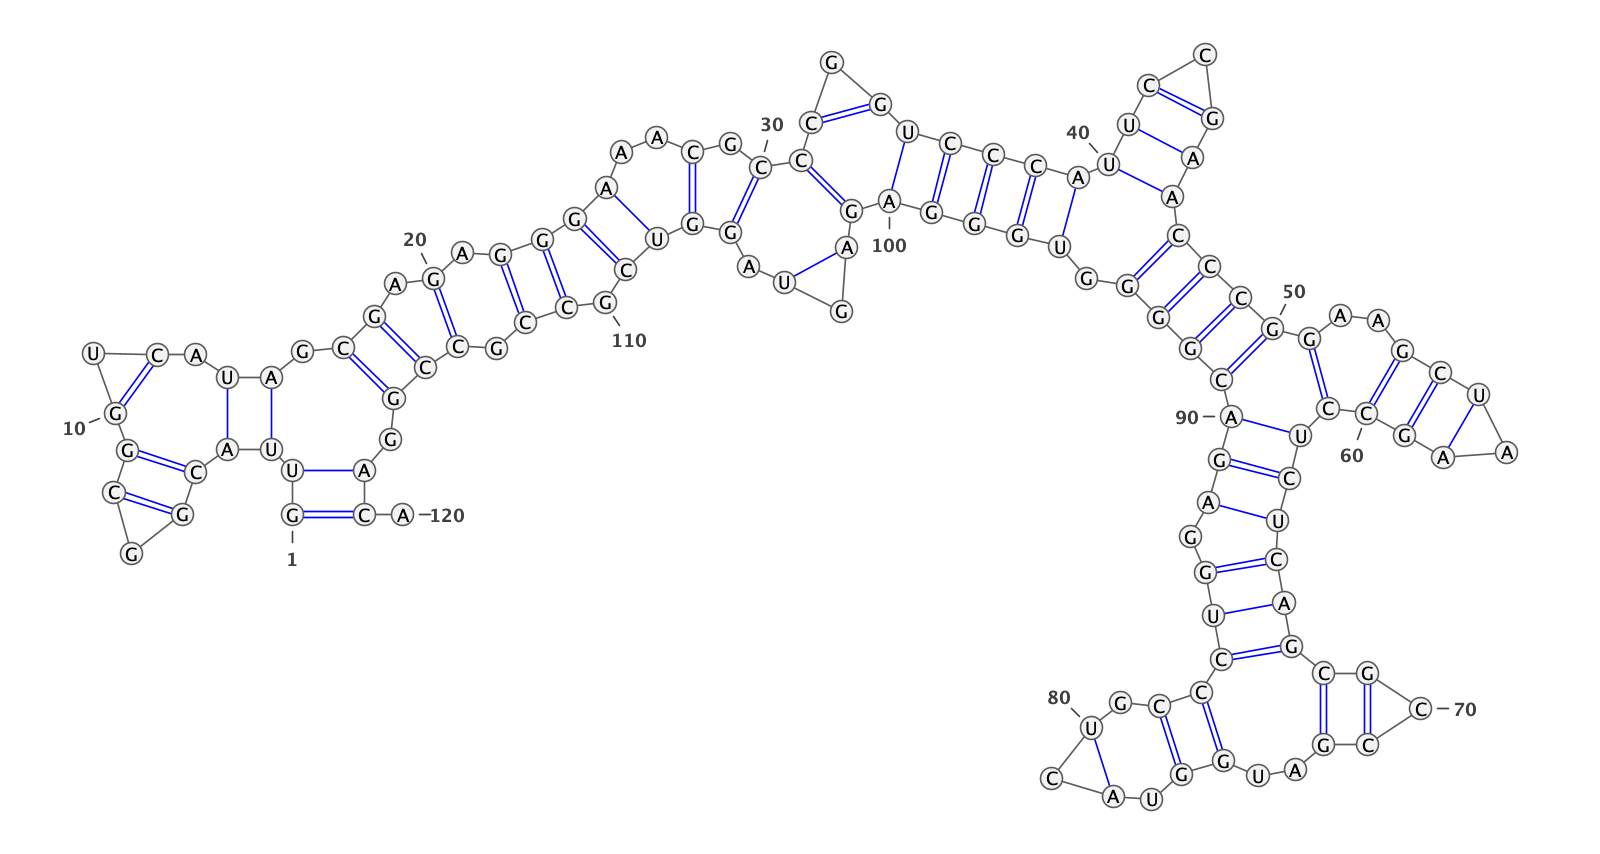 1
G U U A C G G C G
10
G U C A U A G C G A
20
G A G G G A A A C G
30
C C C G G U C C C A
40
U U C C G A A C C C
50
G G A A G C U A A G
60
C C U C U C A G C G
70
C C G A U G G U A C
80
U G C C C U G G A G
90
A C G G G G U G G G
100
A G A G U A G G U C
110
G C C G C C G G A C
120
A